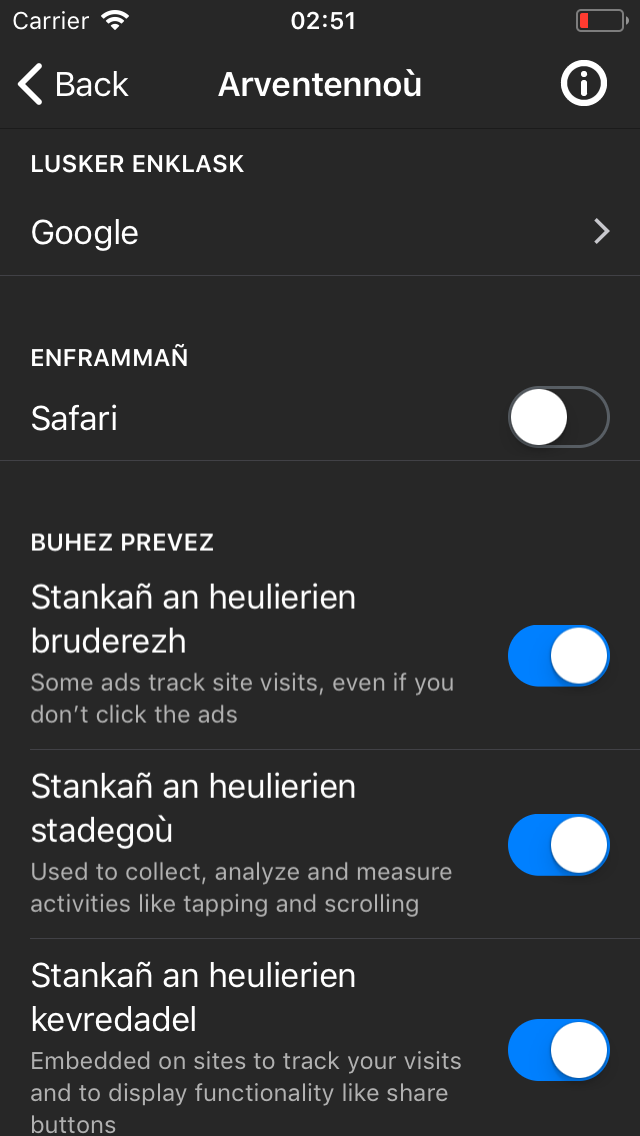 Carrier 02:51
Back Arventennoù
LUSKER ENKLASK
Google
ENFRAMMAÑ
Safari
BUHEZ PREVEZ
Stankañ an heulierien
bruderezh
Some ads track site visits, even if you
don’t click the ads
Stankañ an heulierien
stadegoù
Used to collect, analyze and measure
activities like tapping and scrolling
Stankañ an heulierien
kevredadel
Embedded on sites to track your visits
and to display functionality like share
buttons